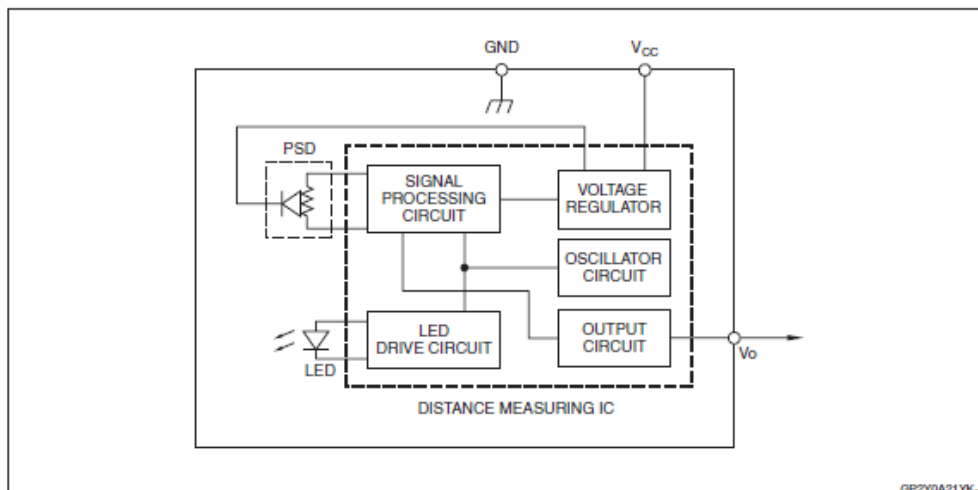 GND
VCC
PSD
SIGNAL
PROCESSING
CIRCUIT
VOLTAGE
REGULATOR
OSCILLATOR
CIRCUIT
LED
DRIVE CIRCUIT
OUTPUT
CIRCUIT
LED
Vo
DISTANCE MEASURING IC